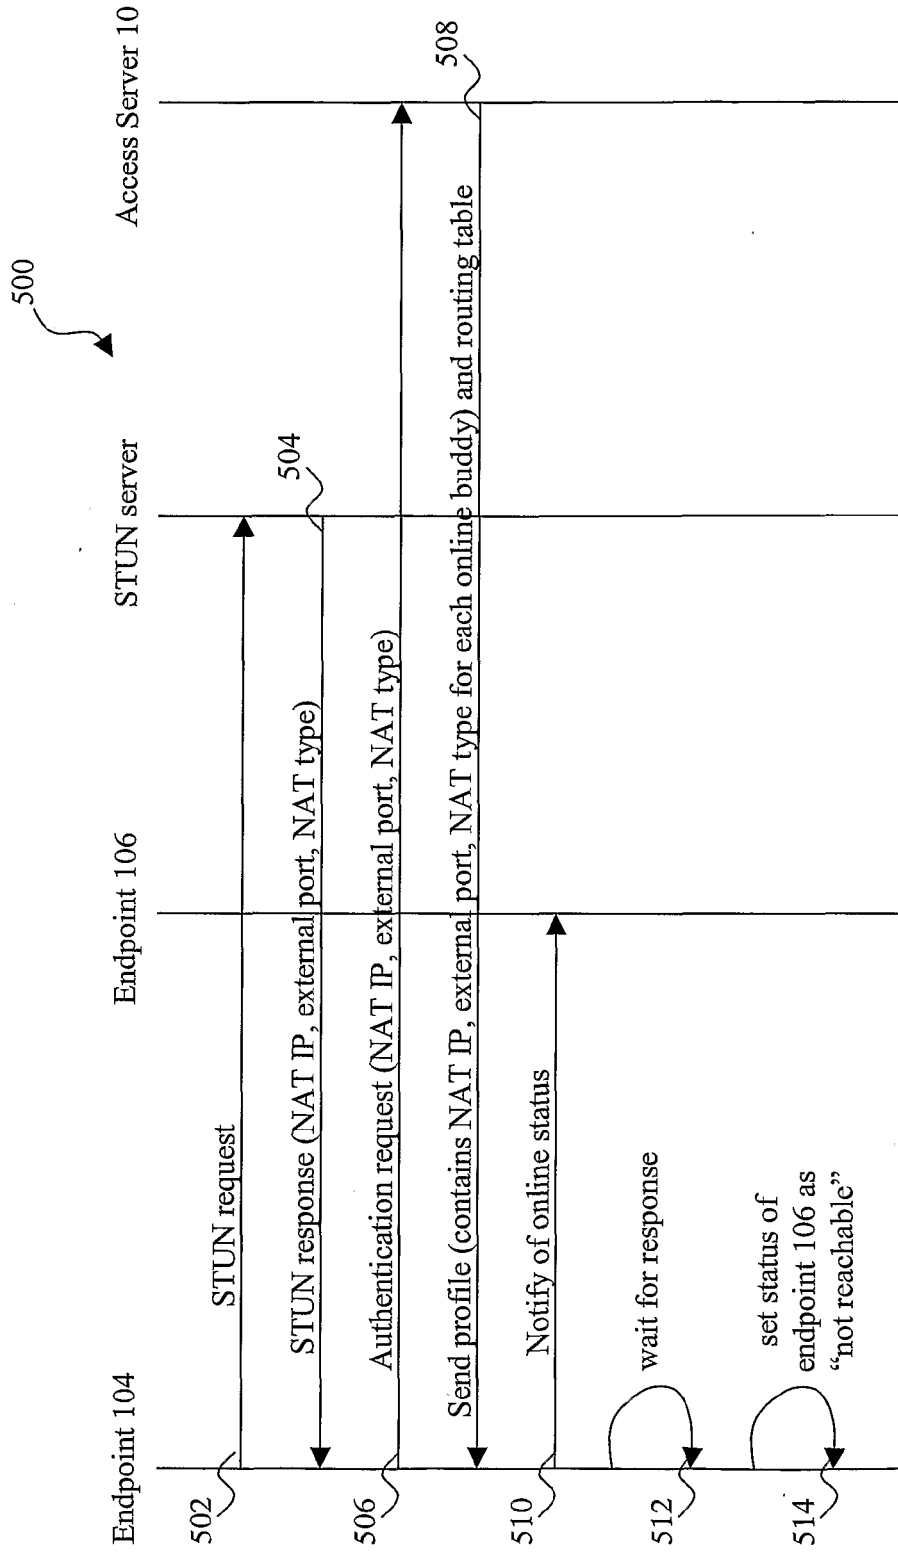 500
Endpoint 104
Endpoint 106
STUN server
Access Server 10
502
STUN request
504
STUN response (NAT IP, external port, NAT type)
506
Authentication request (NAT IP, external port, NAT type)
508
Send profile (contains NAT IP, external port, NAT type for each online buddy) and routing table
510
Notify of online status
512
wait for response
514
set status of
endpoint 106 as
“not reachable”